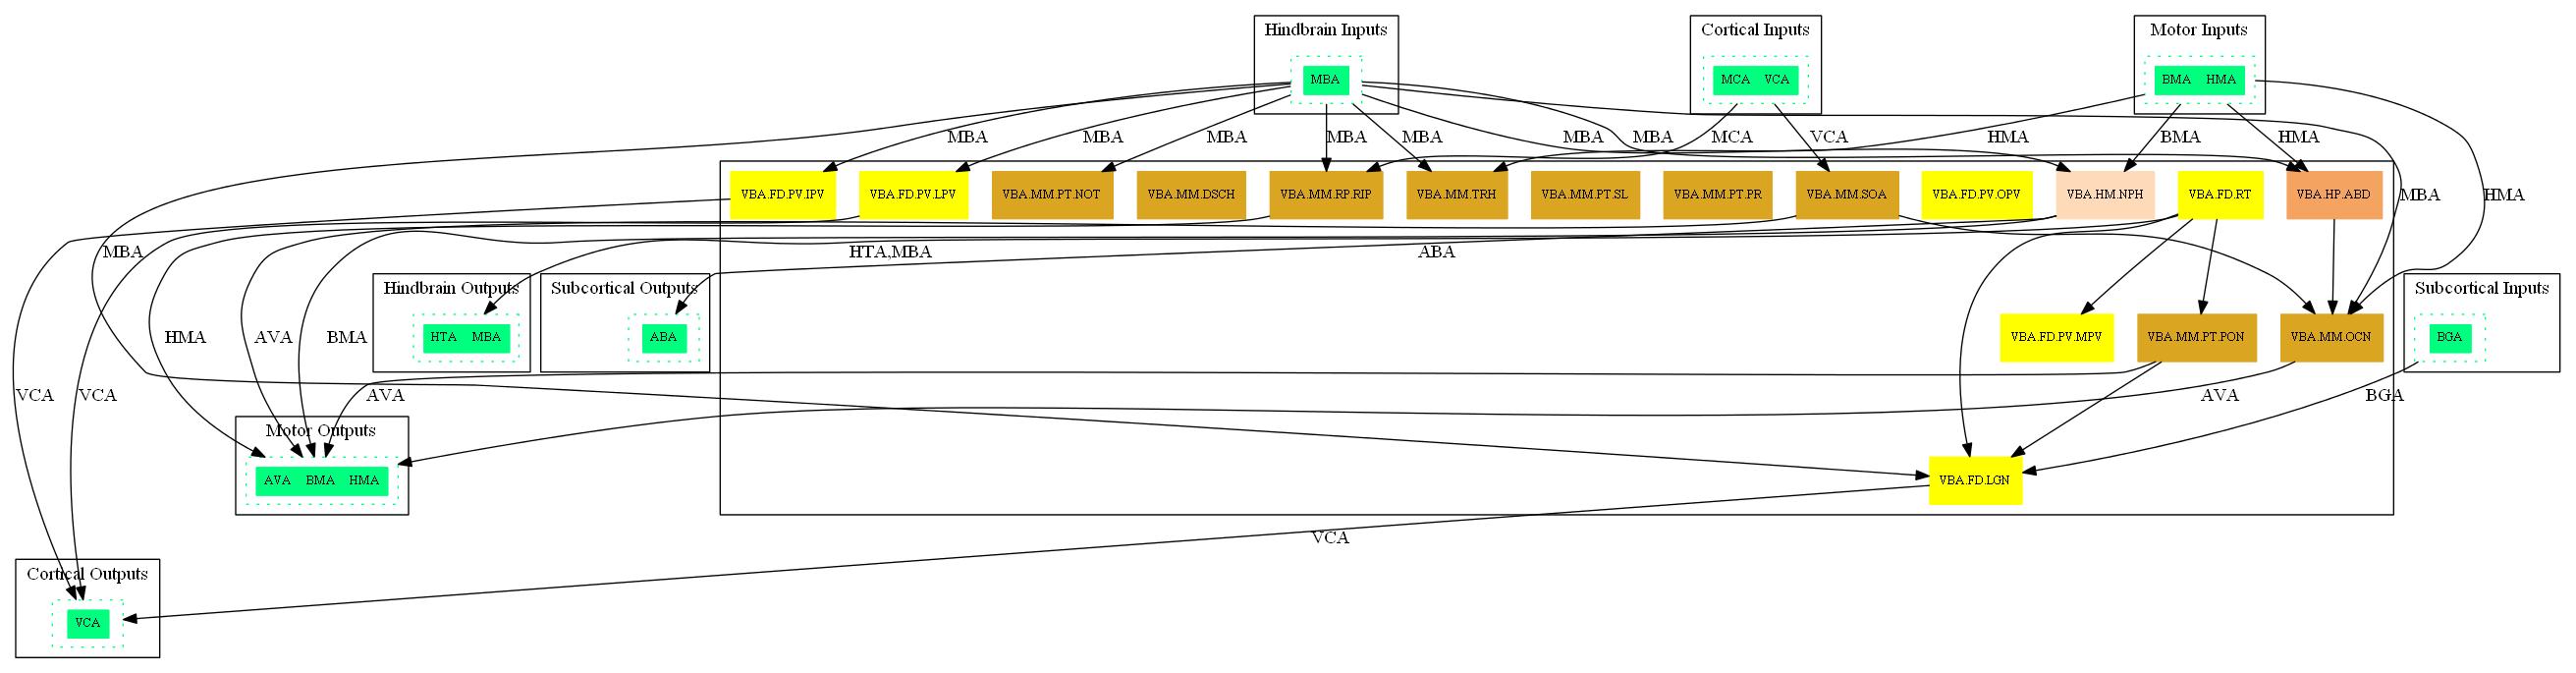 Hindbrain Inputs
Cortical Inputs
Motor Inputs
MBA
MCA VCA
BMA HMA
MBA
MBA
MBA
MBA
MBA
MBA
MBA
MCA
VCA
HMA
BMA
HMA
VBA.FD.PV.IPV
VBA.FD.PV.LPV
VBA.MM.PT.NOT
VBA.MM.DSCH
VBA.MM.RP.RIP
VBA.MM.TRH
VBA.MM.PT.SL
VBA.MM.PT.PR
VBA.MM.SOA
VBA.FD.PV.OPV
VBA.HM.NPH
VBA.FD.RT
VBA.HP.ABD
MBA
HMA
MBA
HTA,MBA
ABA
Hindbrain Outputs
Subcortical Outputs
Subcortical Inputs
HMA
AVA
BMA
HTA MBA
ABA
VBA.FD.PV.MPV
VBA.MM.PT.PON
VBA.MM.OCN
BGA
VCA
VCA
AVA
AVA
BGA
Motor Outputs
AVA BMA HMA
VBA.FD.LGN
VCA
Cortical Outputs
VCA